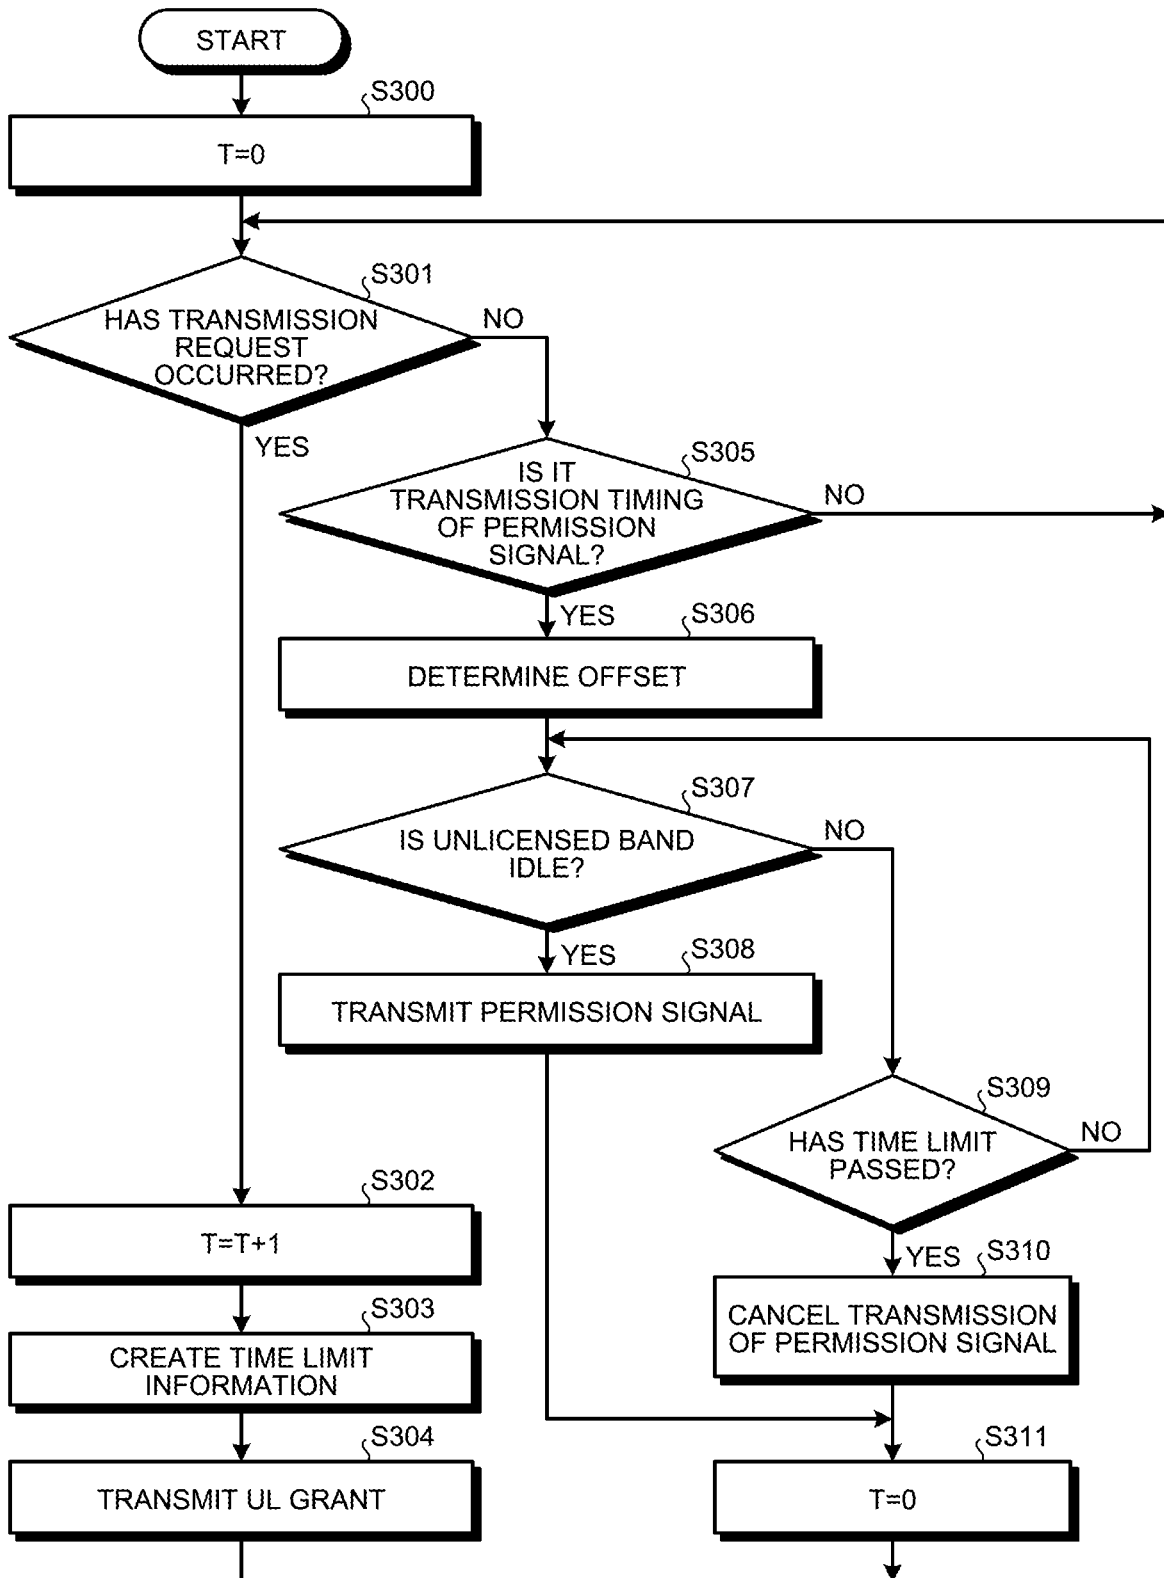 START
S300
T=0
S301
HAS TRANSMISSION
REQUEST
OCCURRED?
NO
YES
S305
IS IT
TRANSMISSION TIMING
OF PERMISSION
SIGNAL?
NO
YES
S306
DETERMINE OFFSET
S307
IS UNLICENSED BAND
IDLE?
NO
YES
S308
TRANSMIT PERMISSION SIGNAL
S309
HAS TIME LIMIT
PASSED?
NO
YES
S302
T=T+1
S310
CANCEL TRANSMISSION
OF PERMISSION SIGNAL
S303
CREATE TIME LIMIT
INFORMATION
S304
TRANSMIT UL GRANT
S311
T=0